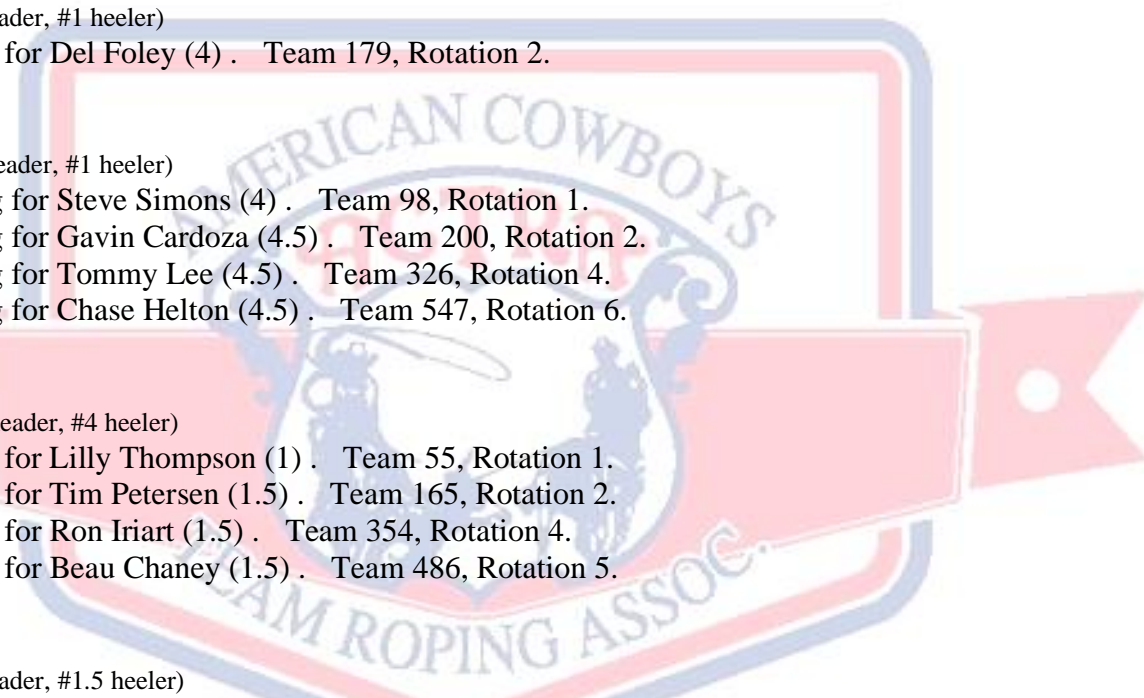 ader, #1 heeler)
for Del Foley (4) . Team 179, Rotation 2.
eader, #1 heeler)
g for Steve Simons (4) . Team 98, Rotation 1.
g for Gavin Cardoza (4.5) . Team 200, Rotation 2.
g for Tommy Lee (4.5) . Team 326, Rotation 4.
g for Chase Helton (4.5) . Team 547, Rotation 6.
eader, #4 heeler)
for Lilly Thompson (1) . Team 55, Rotation 1.
for Tim Petersen (1.5) . Team 165, Rotation 2.
for Ron Iriart (1.5) . Team 354, Rotation 4.
for Beau Chaney (1.5) . Team 486, Rotation 5.
ader, #1.5 heeler)
AMERICAN COWBOYS
ACTRA
TEAM ROPING ASSOC.